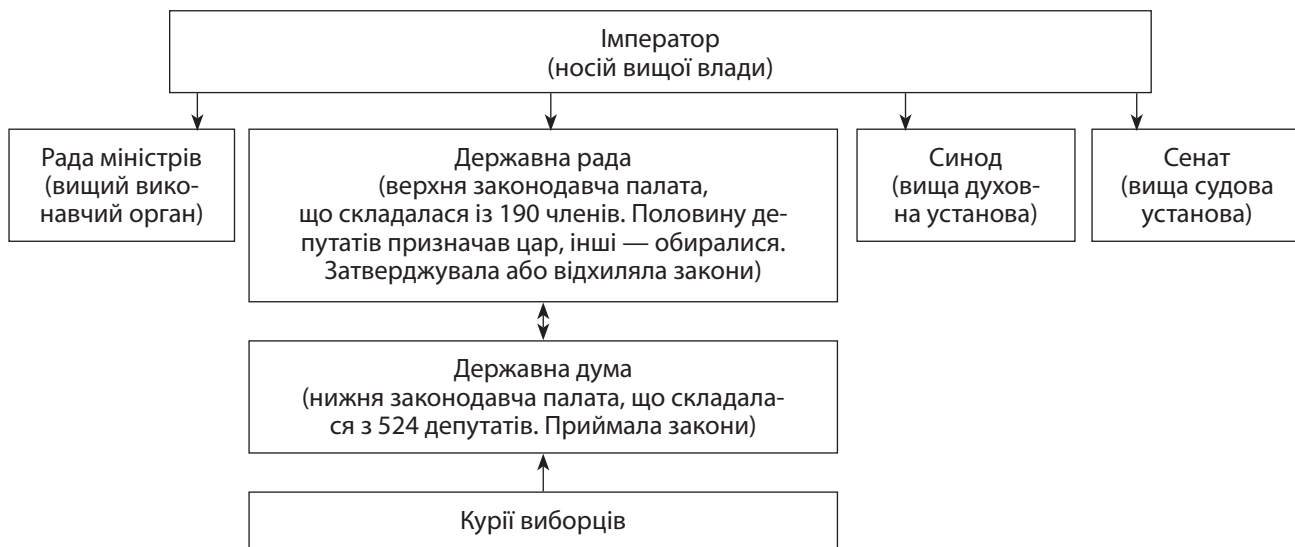 Імператор
(носій вищої влади)
Рада міністрів
(вищий вико-
навчий орган)
Державна рада
(верхня законодавча палата,
що складалася із 190 членів. Половину де-
путатів призначав цар, інші — обиралися.
Затверджувала або відхиляла закони)
Синод
(вища духов-
на установа)
Сенат
(вища судова
установа)
Державна дума
(нижня законодавча палата, що складала-
ся з 524 депутатів. Приймала закони)
Курії виборців